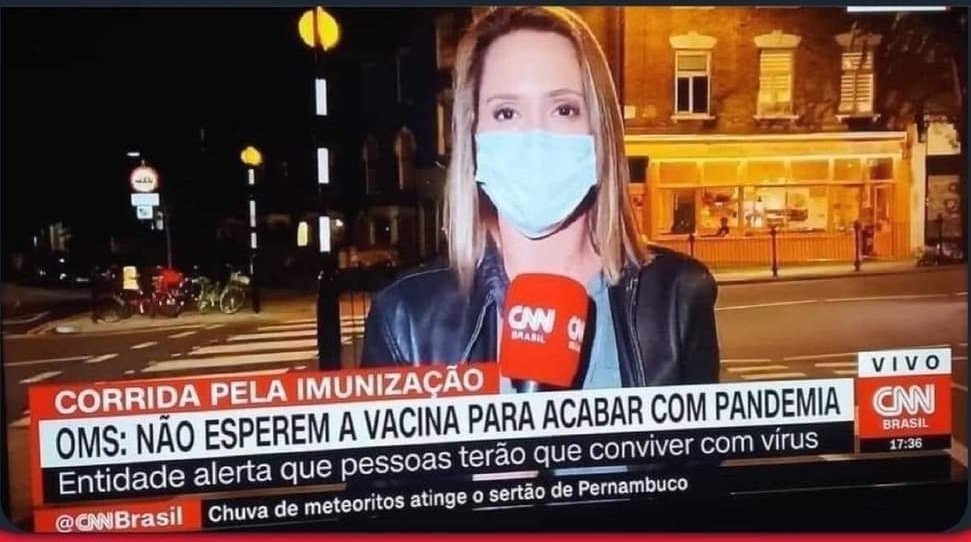 CNN
BRASIL
CN
CORRIDA PELA IMUNIZAÇÃO
OMS: NÃO ESPEREM A VACINA PARA ACABAR COM PANDEMIA
Entidade alerta que pessoas terão que conviver com vírus
@CNNBrasil
Chuva de meteoritos atinge o sertão de Pernambuco
VIVO
CNN
BRASIL
17:36